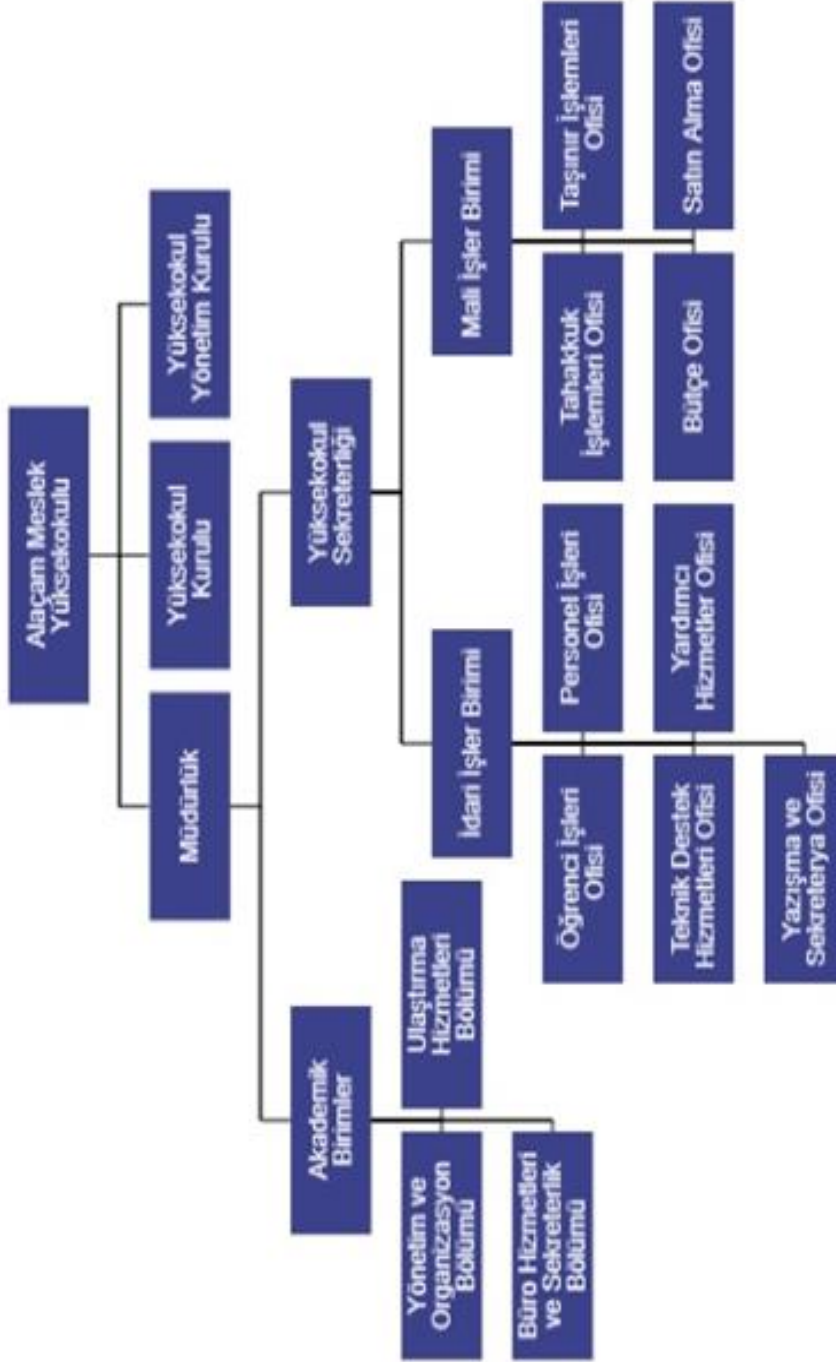 Alaçam Meslek
Yüksekokulu
Müdürlük
Yüksekokul
Kurulu
Yüksekokul
Yönetim Kurulu
Akademik
Birimler
Yüksekokul
Sekreterliği
Yönetim ve
Organizasyon
Bölümü
Ulaştırma
Hizmetleri
Bölümü
Büro Hizmetleri
ve Sekreterlik
Bölümü
İdari İşler Birimi
Mali İşler Birimi
Öğrenci İşleri
Ofisi
Personel İşleri
Ofisi
Teknik Destek
Hizmetleri Ofisi
Yardımcı
Hizmetler Ofisi
Yazışma ve
Sekreterya Ofisi
Tahakkuk
İşlemleri Ofisi
Taşınır İşlemleri
Ofisi
Bütçe Ofisi
Satın Alma Ofisi